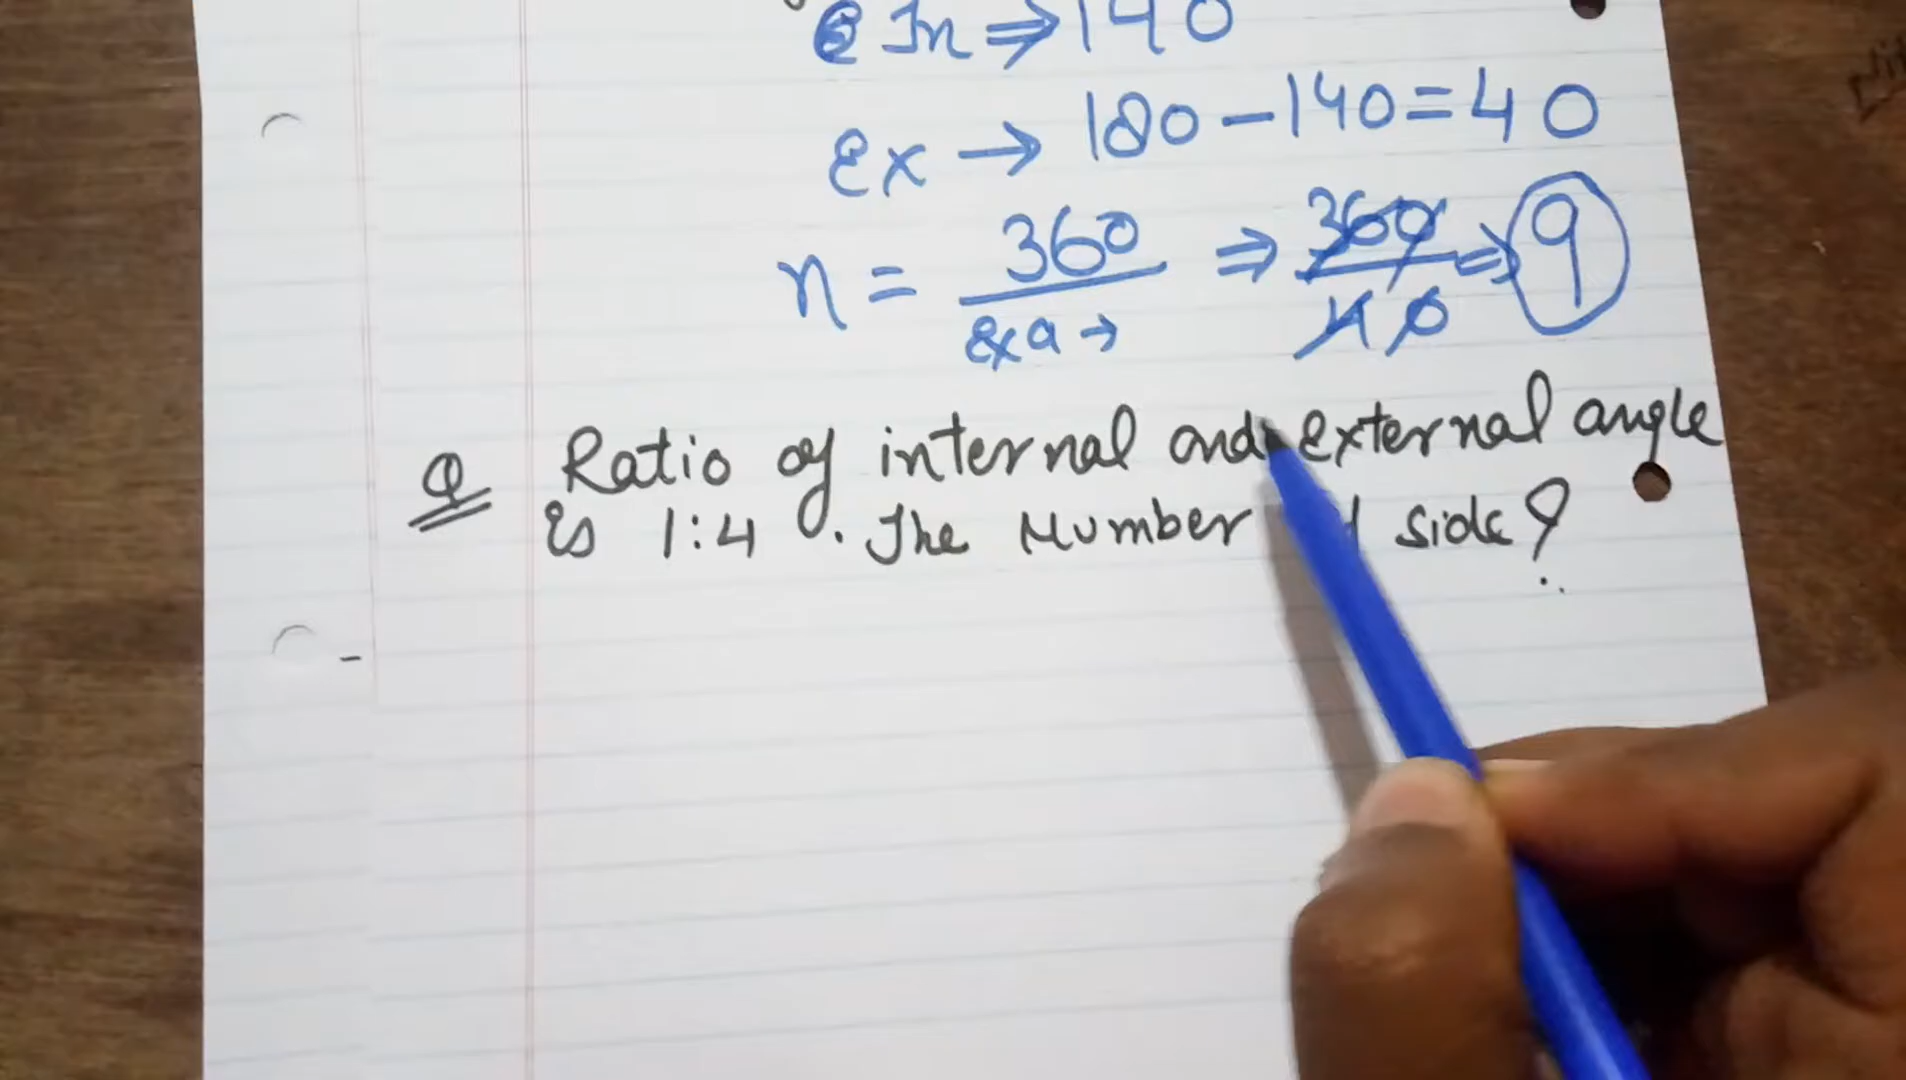 In ⇒ 140
Ex → 180 - 140 = 40
n = 360 / exa → ⇒ 360 / 40 ⇒ 9
Q Ratio of internal and external angle
is 1:4 . The Number side ?